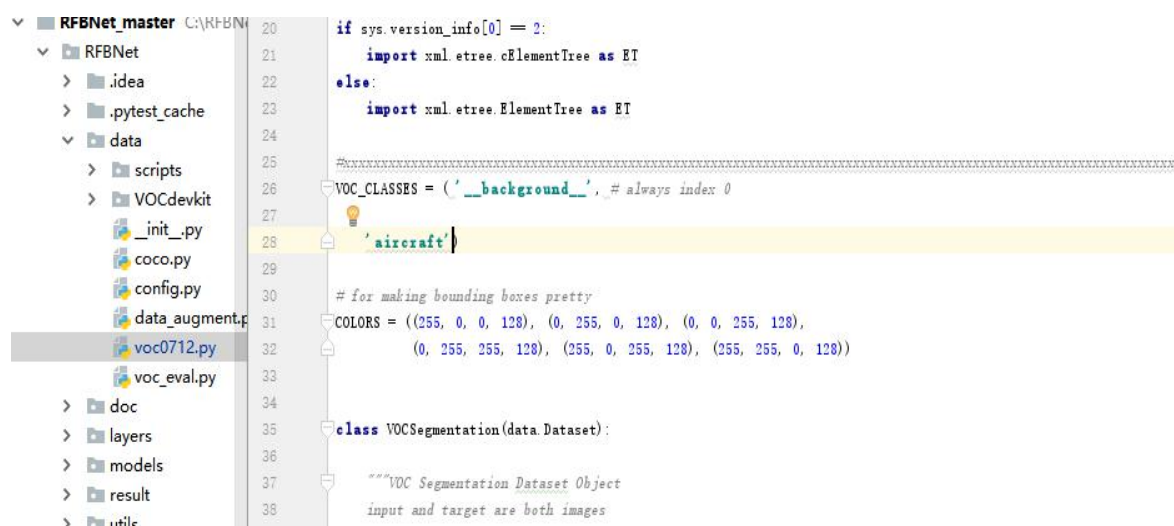 RFBNet_master C:\RFBNe
RFBNet
.idea
.pytest_cache
data
scripts
VOCdevkit
__init__.py
coco.py
config.py
data_augment.p
voc0712.py
voc_eval.py
doc
layers
models
result
utils
20 if sys.version_info[0] == 2:
21 import xml.etree.cElementTree as ET
22 else:
23 import xml.etree.ElementTree as ET
24
25
26 VOC_CLASSES = ('__background__', # always index 0
27
28 'aircraft')
29
30 # for making bounding boxes pretty
31 COLORS = ((255, 0, 0, 128), (0, 255, 0, 128), (0, 0, 255, 128),
32 (0, 255, 255, 128), (255, 0, 255, 128), (255, 255, 0, 128))
33
34
35 class VOCSegmentation(data.Dataset):
36
37 """VOC Segmentation Dataset Object
38 input and target are both images